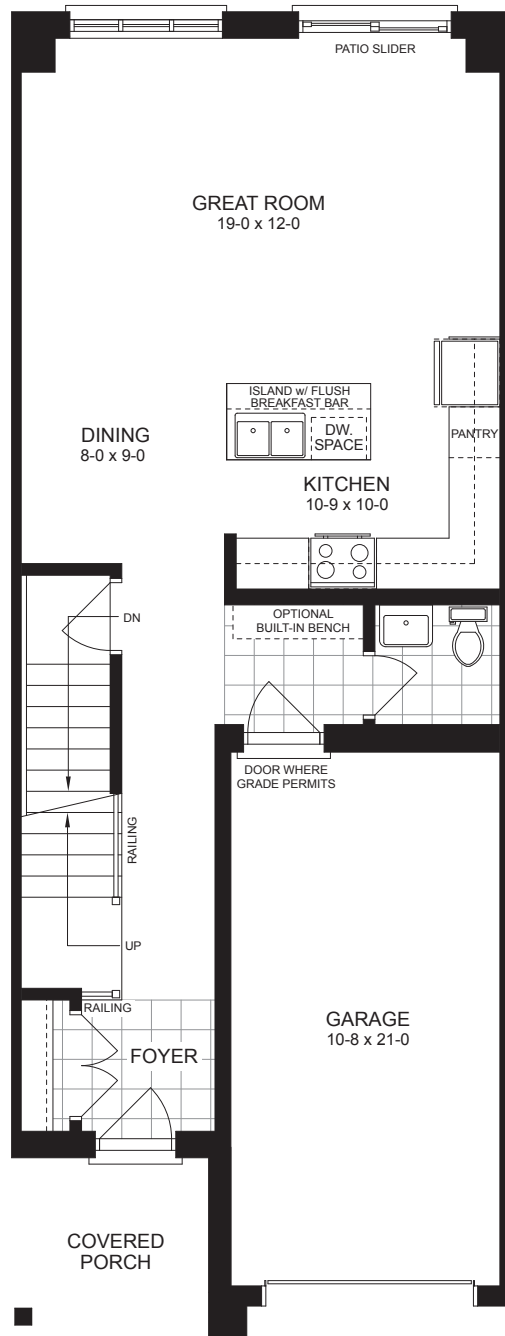 PATIO SLIDER
GREAT ROOM
19-0 x 12-0
ISLAND w/ FLUSH
BREAKFAST BAR
DW.
SPACE
PANTRY
DINING
8-0 x 9-0
KITCHEN
10-9 x 10-0
DN
OPTIONAL
BUILT-IN BENCH
DOOR WHERE
GRADE PERMITS
RAILING
UP
RAILING
FOYER
GARAGE
10-8 x 21-0
COVERED
PORCH